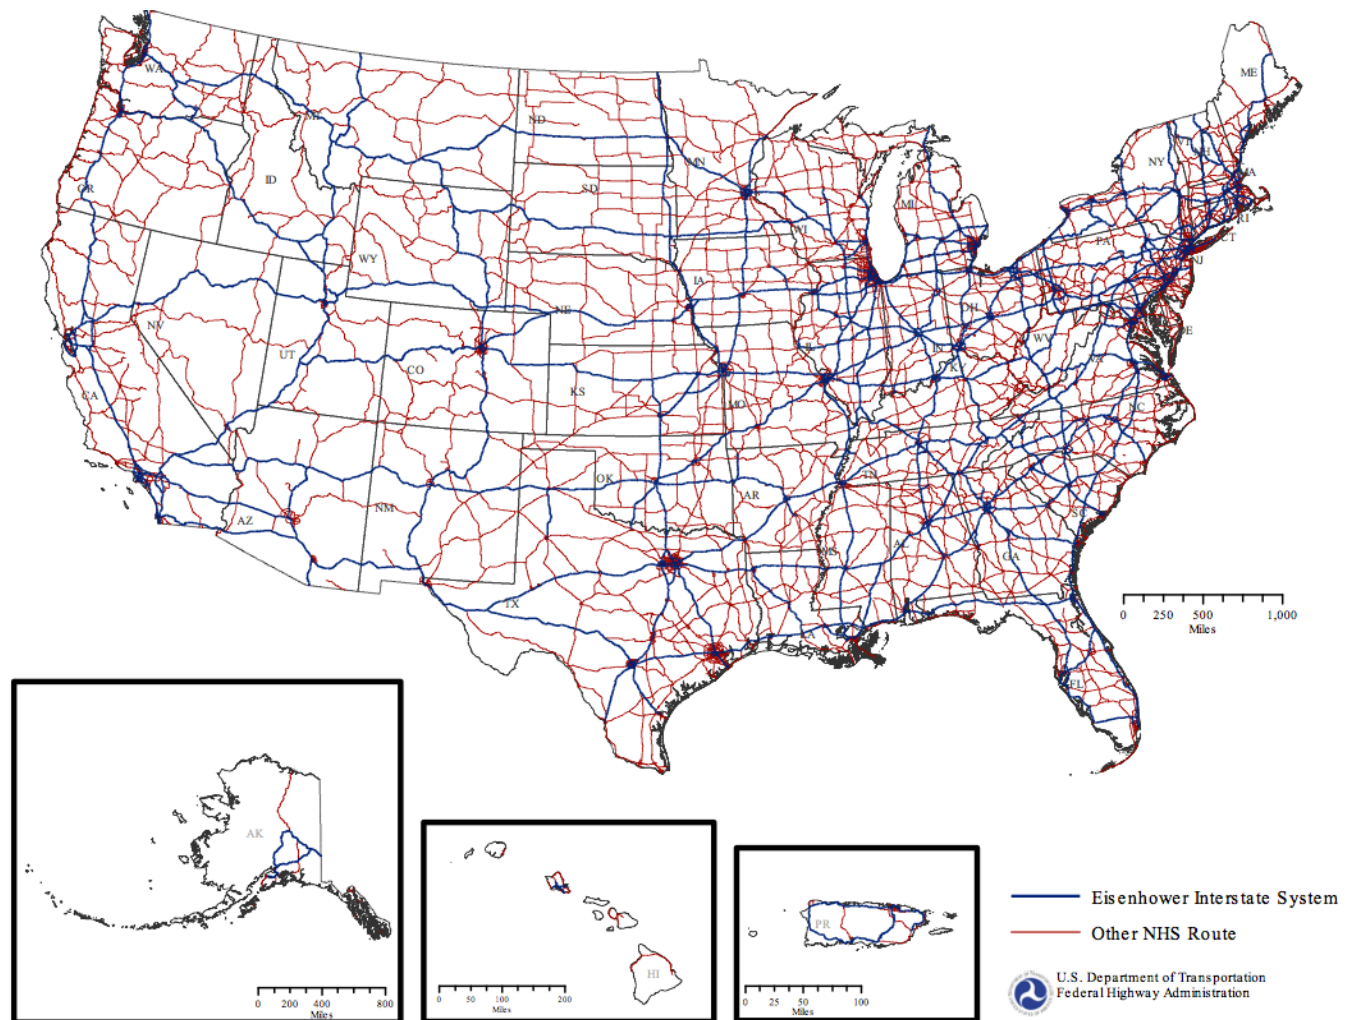 WA
ME
MT
ND
VT
NH
MN
NY
MA
OR
ID
SD
MI
RI
WI
PA
CT
WY
IA
NJ
NE
OH
NV
DE
UT
IL
IN
WV
VA
CO
KY
CA
KS
MO
NC
OK
TN
AZ
NM
AR
SC
MS
AL
GA
TX
LA
FL
0 250 500 1,000
Miles
AK
0 200 400 800
Miles
HI
0 50 100 200
Miles
PR
0 25 50 100
Miles
Eisenhower Interstate System
Other NHS Route
U.S. Department of Transportation
Federal Highway Administration